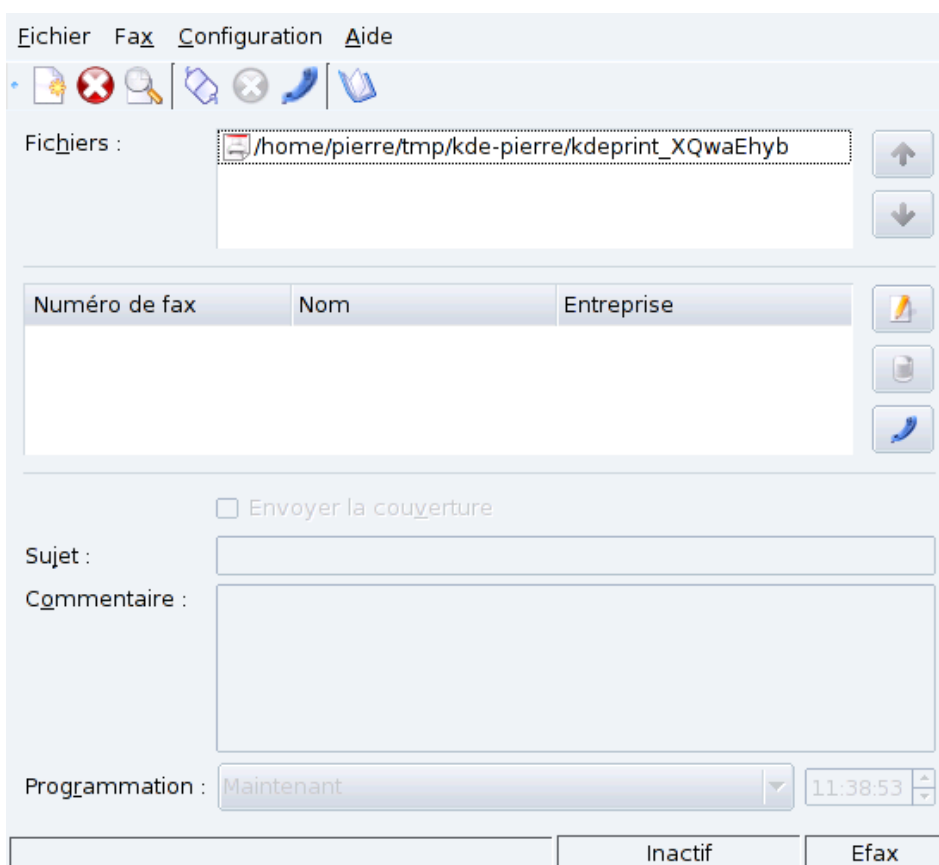 Fichier Fax Configuration Aide
Fichiers : /home/pierre/tmp/kde-pierre/kdeprint_XQwaEhyb
Numéro de fax Nom Entreprise
Envoyer la couverture
Sujet :
Commentaire :
Programmation : Maintenant 11:38:53
Inactif Efax